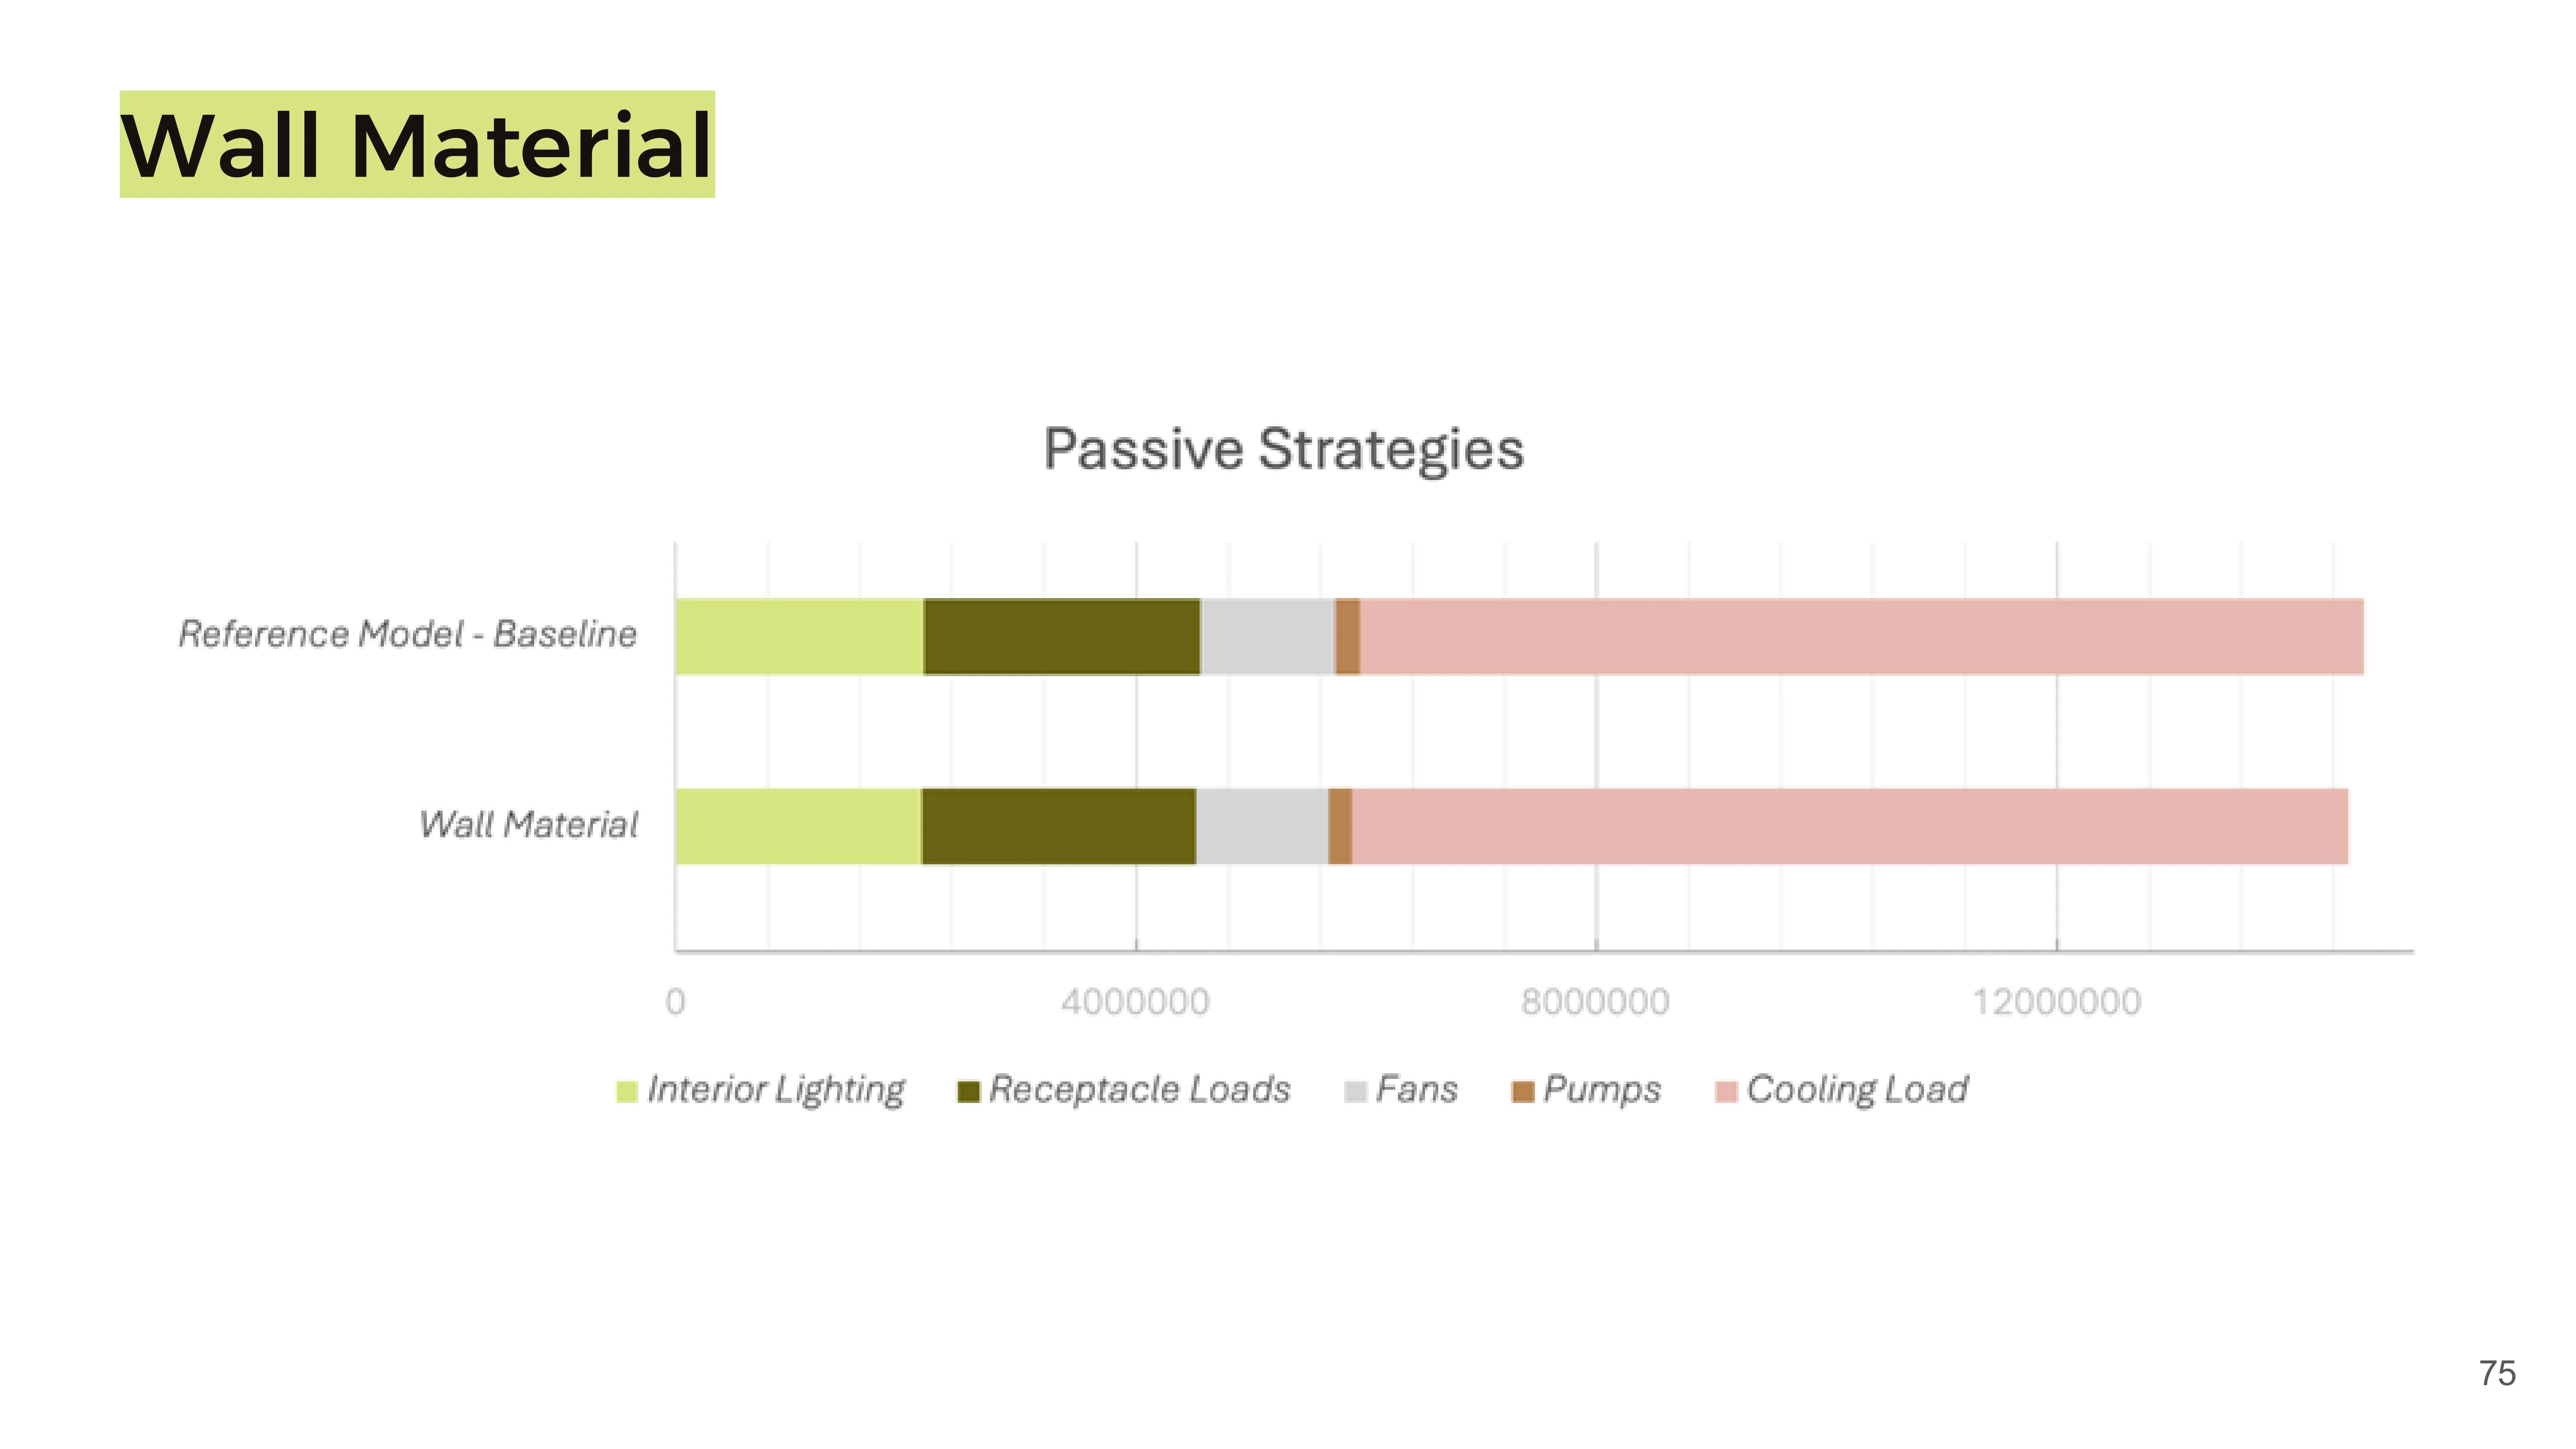 Wall Material
Passive Strategies
Reference Model - Baseline
Wall Material
0 4000000 8000000 12000000
Interior Lighting Receptacle Loads Fans Pumps Cooling Load
75